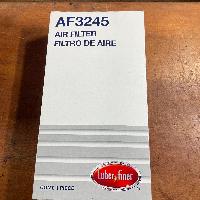 AF3245
AIR FILTER
FILTRO DE AIRE
Luber-finer